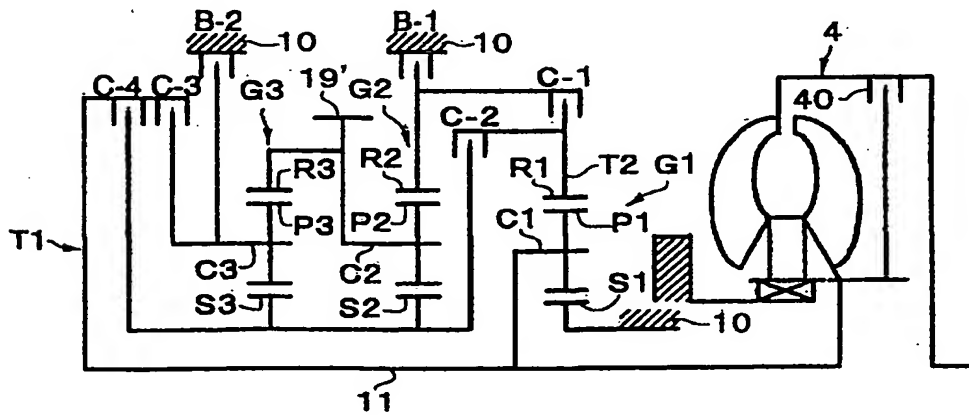 B-2 10 B-1 10 4
C-4 C-3 G3 19' G2 C-1 40
C-2
R3 R2 R1 T2 G1
P3 P2 C1 P1
T1
C3 C2 S1
S3 S2
10
11